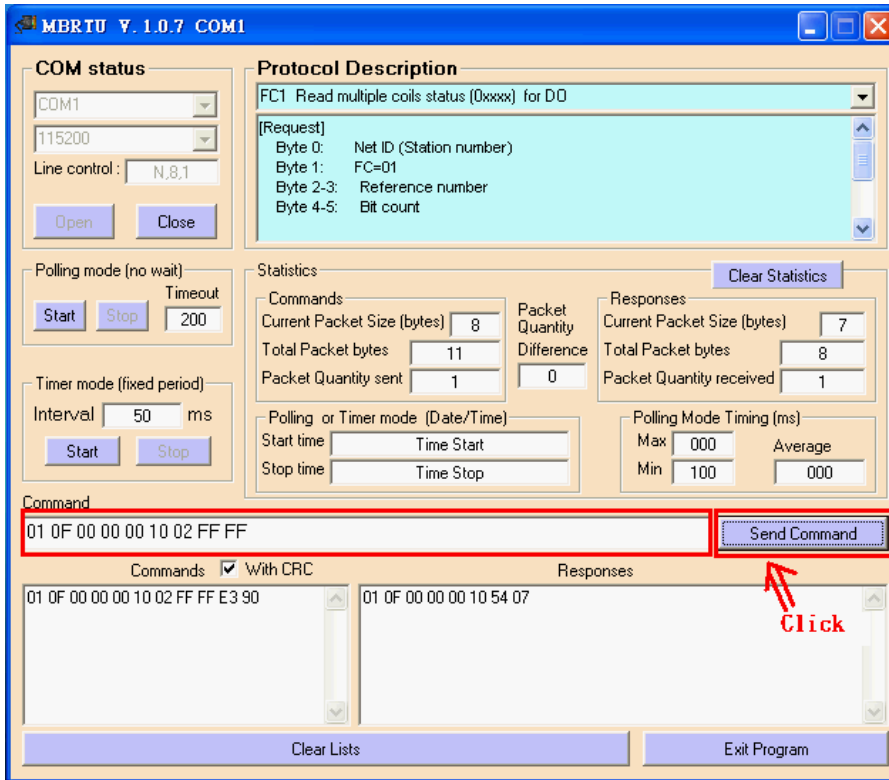 MBRTU V. 1.0.7 COM1
COM status
COM1
115200
Line control :
N,8,1
Open
Close
Protocol Description
FC1 Read multiple coils status (0xxxx) for DO
[Request]
Byte 0: Net ID (Station number)
Byte 1: FC=01
Byte 2-3: Reference number
Byte 4-5: Bit count
Polling mode (no wait)
Timeout
Start
Stop
200
Timer mode (fixed period)
Interval
50
ms
Start
Stop
Statistics
Clear Statistics
Commands
Current Packet Size (bytes)
8
Total Packet bytes
11
Packet Quantity sent
1
Packet
Quantity
Difference
0
Responses
Current Packet Size (bytes)
7
Total Packet bytes
8
Packet Quantity received
1
Polling or Timer mode (Date/Time)
Start time
Time Start
Stop time
Time Stop
Polling Mode Timing (ms)
Max
000
Min
100
Average
000
Command
01 0F 00 00 00 10 02 FF FF
Send Command
Commands
With CRC
Responses
01 0F 00 00 00 10 02 FF FF E3 90
01 0F 00 00 00 10 54 07
Click
Clear Lists
Exit Program